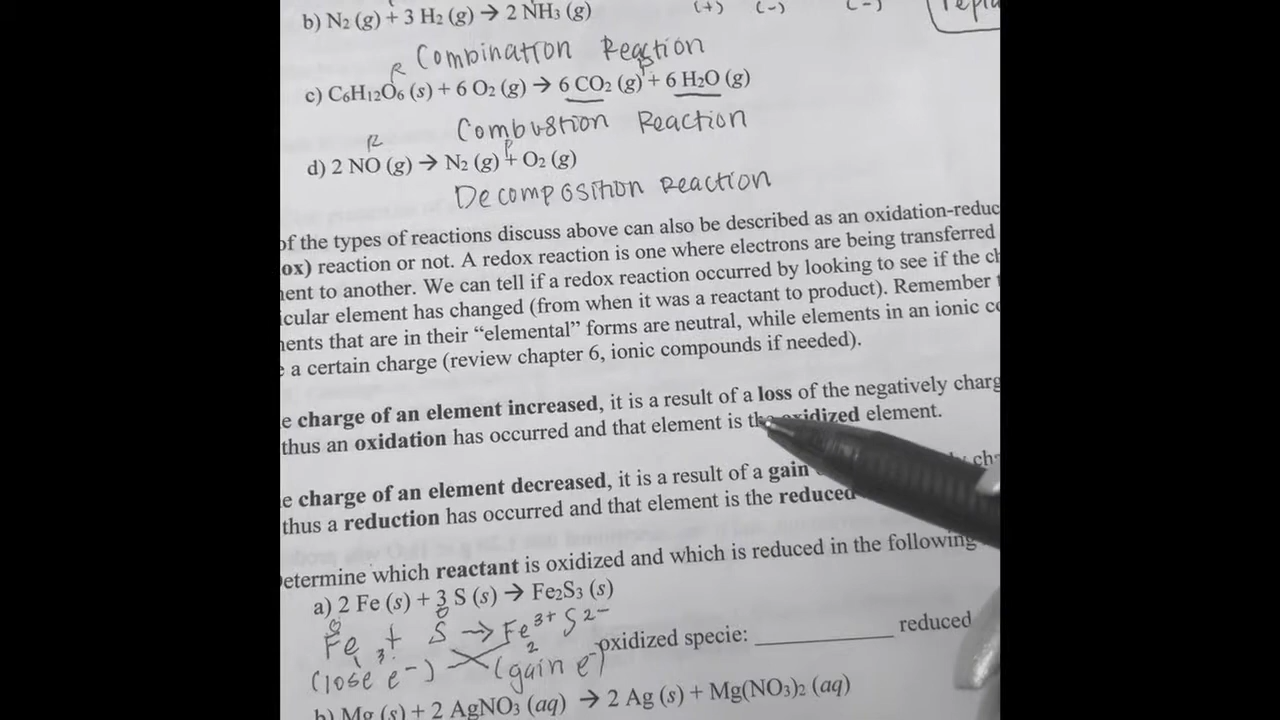 b) N₂ (g) + 3 H₂ (g) → 2 NH₃ (g) (+) (-) (-)
Combination Reaction
R P
c) C₆H₁₂O₆ (s) + 6 O₂ (g) → 6 CO₂ (g) + 6 H₂O (g)
Combustion Reaction
R P
d) 2 NO (g) → N₂ (g) + O₂ (g)
Decomposition Reaction
of the types of reactions discuss above can also be described as an oxidation-reduc
ox) reaction or not. A redox reaction is one where electrons are being transferred
ent to another. We can tell if a redox reaction occurred by looking to see if the ch
icular element has changed (from when it was a reactant to product). Remember
ents that are in their “elemental” forms are neutral, while elements in an ionic co
e a certain charge (review chapter 6, ionic compounds if needed).
e charge of an element increased, it is a result of a loss of the negatively charg
thus an oxidation has occurred and that element is the oxidized element.
e charge of an element decreased, it is a result of a gain
thus a reduction has occurred and that element is the reduced
etermine which reactant is oxidized and which is reduced in the following
a) 2 Fe (s) + 3 S (s) → Fe₂S₃ (s)
0 0
Fe + S → Fe³⁺ S²⁻
oxidized specie: __________ reduced
(lose e⁻) (gain e⁻)
b) Mg (s) + 2 AgNO₃ (aq) → 2 Ag (s) + Mg(NO₃)₂ (aq)